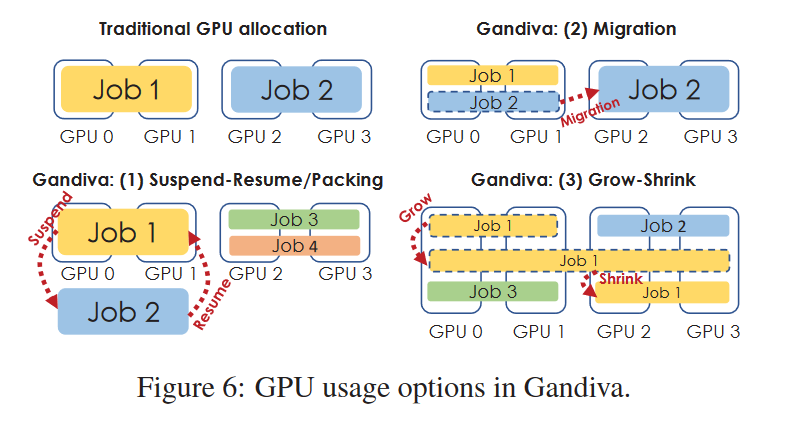 Traditional GPU allocation
Job 1
Job 2
GPU 0
GPU 1
GPU 2
GPU 3
Gandiva: (2) Migration
Job 1
Job 2
Job 2
Migration
GPU 0
GPU 1
GPU 2
GPU 3
Gandiva: (1) Suspend-Resume/Packing
Suspend
Job 1
GPU 0
GPU 1
Job 2
Resume
Job 3
Job 4
GPU 2
GPU 3
Gandiva: (3) Grow-Shrink
Grow
Job 1
Job 2
Job 1
Shrink
Job 3
Job 1
GPU 0
GPU 1
GPU 2
GPU 3
Figure 6: GPU usage options in Gandiva.